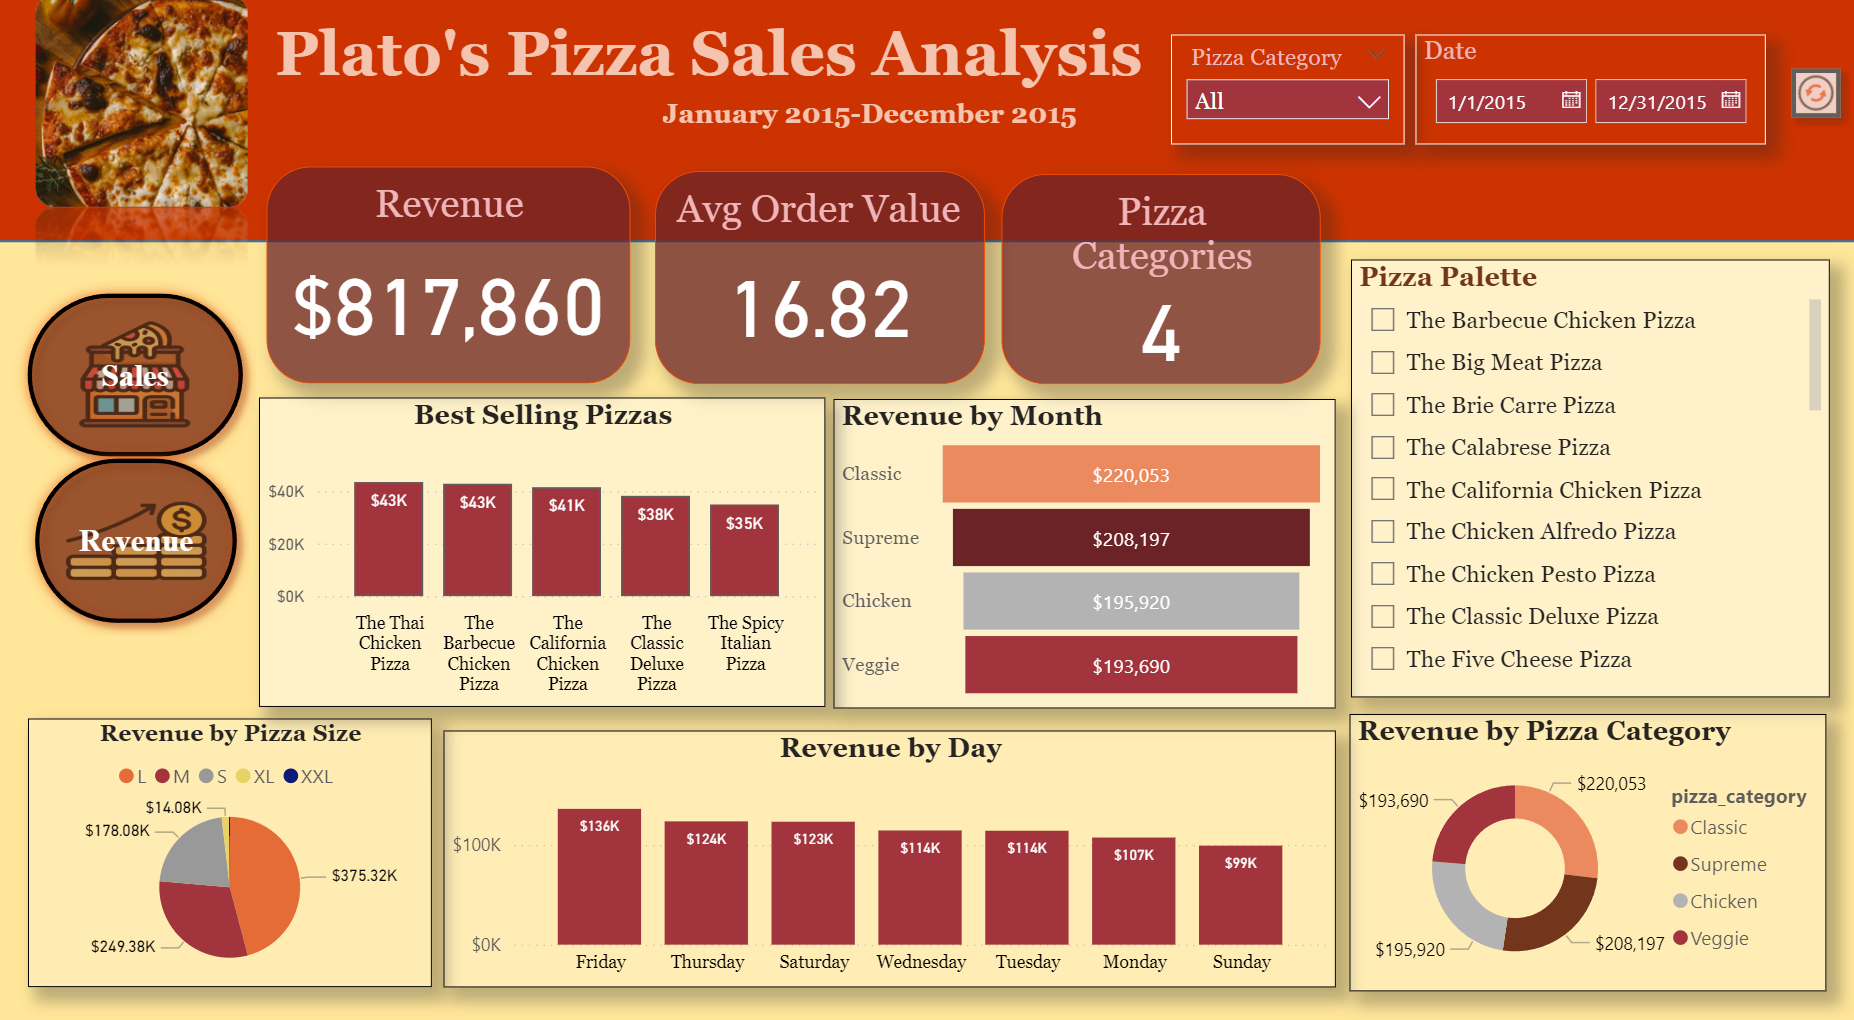 Plato's Pizza Sales Analysis
January 2015-December 2015
Pizza Category
All
Date
1/1/2015
12/31/2015
Revenue
$817,860
Avg Order Value
16.82
Pizza
Categories
4
Sales
Revenue
Best Selling Pizzas
$40K
$20K
$0K
$43K
$43K
$41K
$38K
$35K
The Thai
Chicken
Pizza
The
Barbecue
Chicken
Pizza
The
California
Chicken
Pizza
The
Classic
Deluxe
Pizza
The Spicy
Italian
Pizza
Revenue by Month
Classic
$220,053
Supreme
$208,197
Chicken
$195,920
Veggie
$193,690
Pizza Palette
The Barbecue Chicken Pizza
The Big Meat Pizza
The Brie Carre Pizza
The Calabrese Pizza
The California Chicken Pizza
The Chicken Alfredo Pizza
The Chicken Pesto Pizza
The Classic Deluxe Pizza
The Five Cheese Pizza
Revenue by Pizza Size
L M S XL XXL
$14.08K
$178.08K
$375.32K
$249.38K
Revenue by Day
$100K
$0K
$136K
$124K
$123K
$114K
$114K
$107K
$99K
Friday
Thursday
Saturday
Wednesday
Tuesday
Monday
Sunday
Revenue by Pizza Category
$193,690
$220,053
$195,920
$208,197
pizza_category
Classic
Supreme
Chicken
Veggie